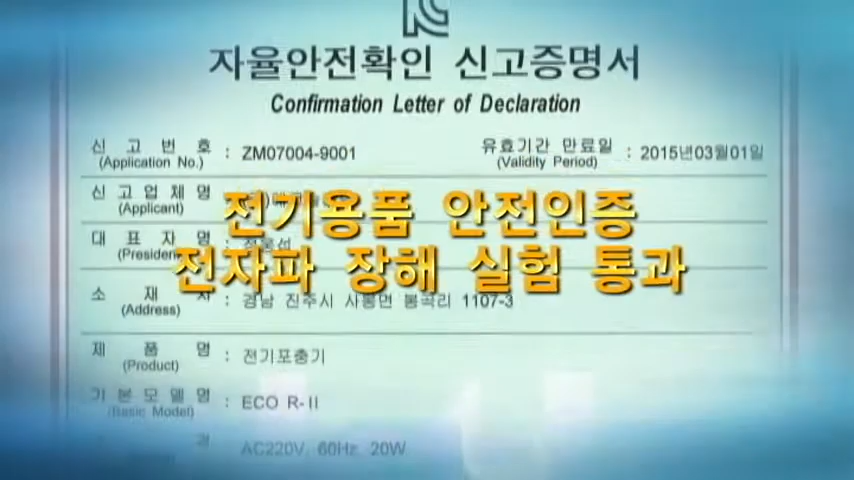 자율안전확인 신고증명서
Confirmation Letter of Declaration
신 고 번 호 : ZM07004-9001 유효기간 만료일 : 2015년03월01일
(Application No.) (Validity Period)
신 고 업 체 명
(Applicant)
전기용품 안전인증
대 표 자 명 :
(President
전자파 장해 실험 통과
소 재 지 : 경남 진주시 사봉면 봉곡리 1107-3
(Address)
제 품 명 : 전기포충기
(Product)
기 본 모 델 명 : ECO R-II
(Basic Model)
AC220V, 60Hz, 20W